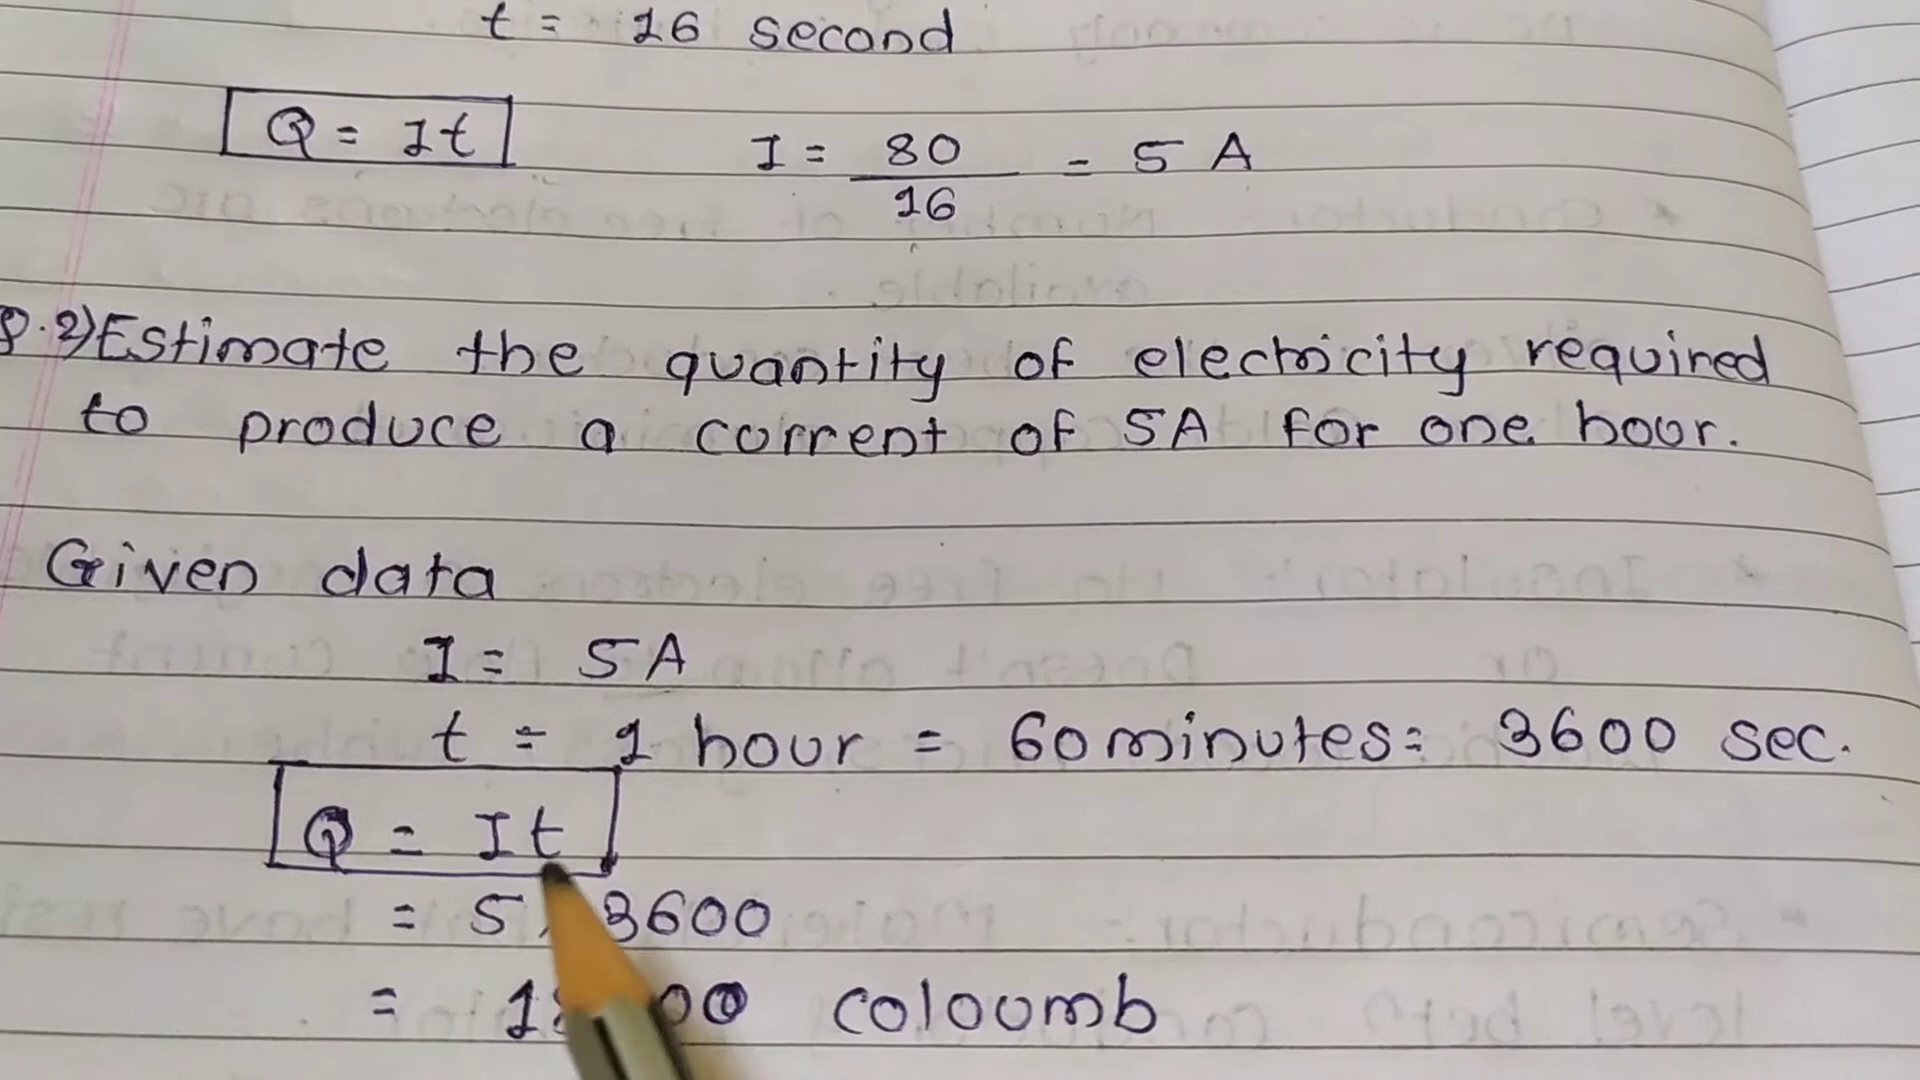 t = 16 second
Q = It
I = 80/16 = 5 A
Q.2) Estimate the quantity of electricity required
to produce a current of 5A for one hour.
Given data
I = 5A
t = 1 hour = 60 minutes = 3600 sec.
Q = It
= 5 3600
= coloumb